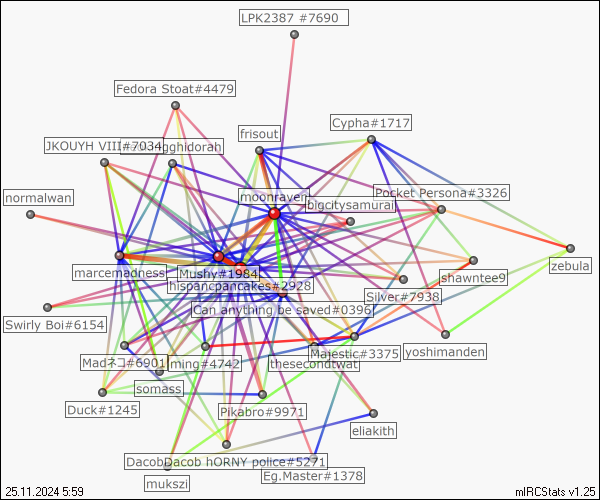 LPK2387 #7690
Fedora Stoat#4479
Cypha#1717
frisout
JKOUYH VIII#7034
gghidorah
Pocket Persona#3326
normalwan
moonraven
bigcitysamurai
marcemadness
Mushy#1984
hispanicpancakes#2928
shawntee9
zebula
Silver#7938
Can anything be saved#0396
Swirly Boi#6154
Madネコ#6901
ming#4742
thesecondtwat
Majestic#3375
yoshimanden
somass
Duck#1245
Pikabro#9971
eliakith
DacobDacob hORNY police#5271
Eg.Master#1378
mukszi
25.11.2024 5:59
mIRCStats v1.25